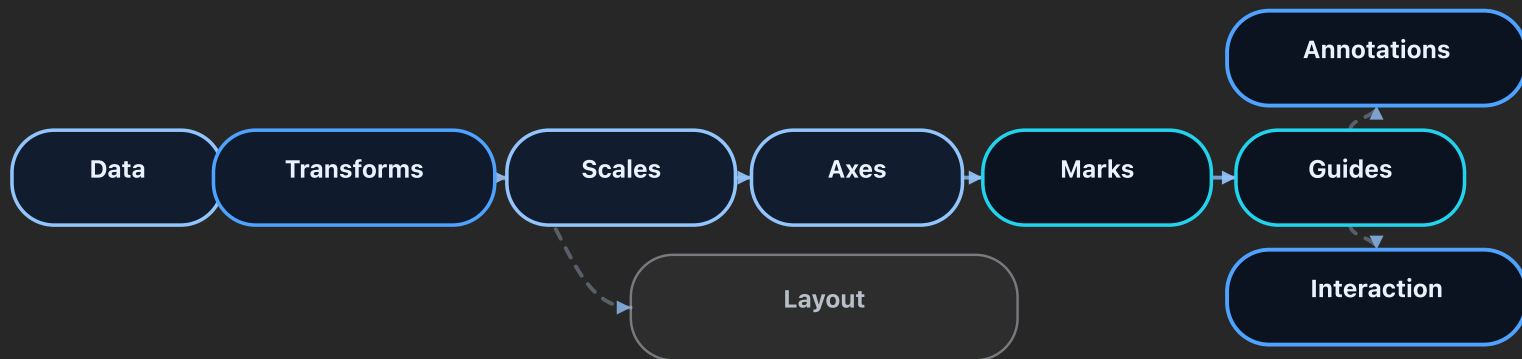 Annotations
Data
Transforms
Scales
Axes
Marks
Guides
Layout
Interaction